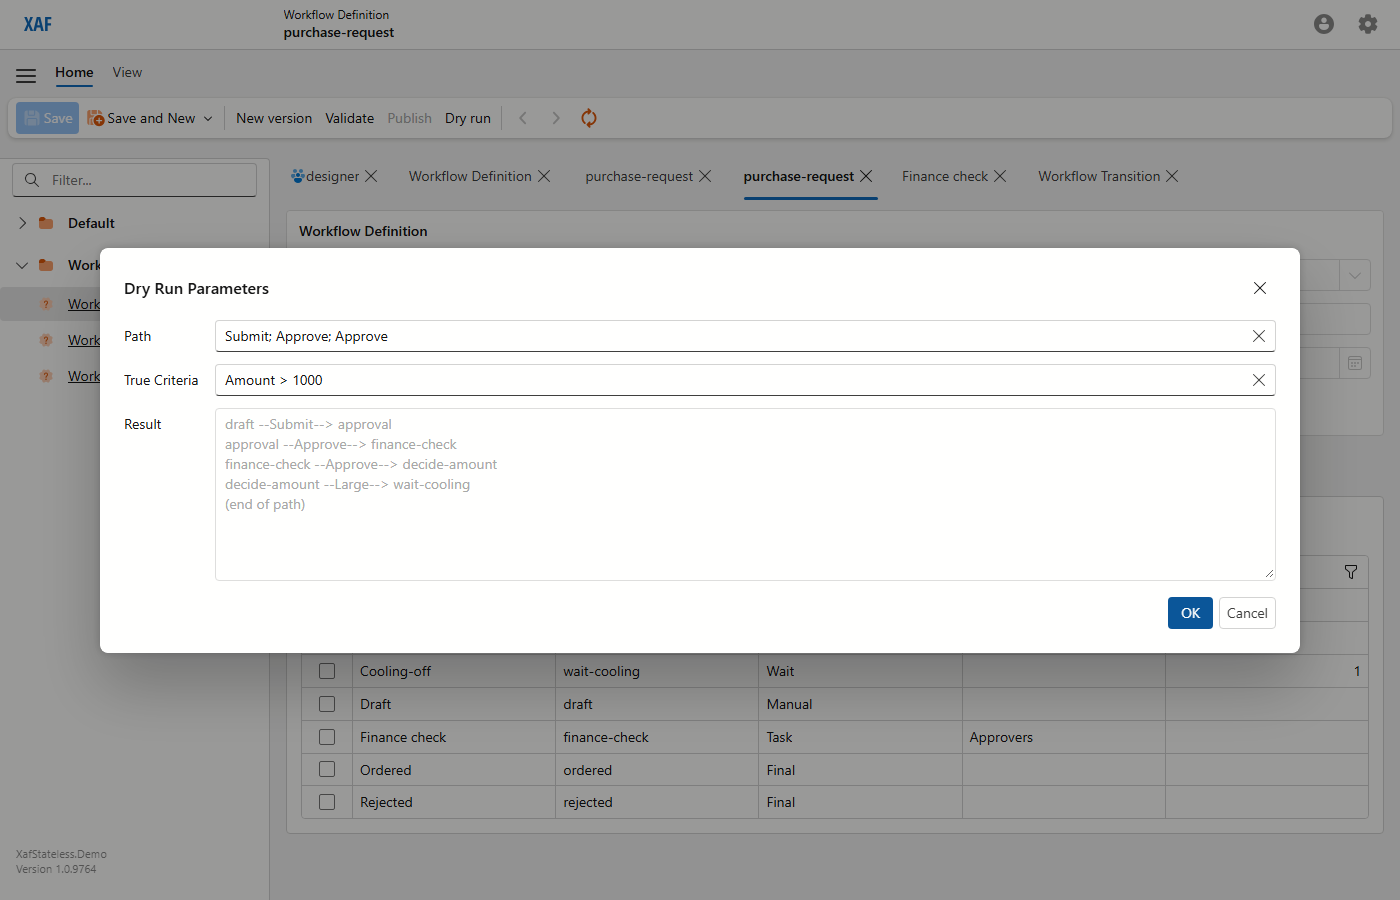 XAF
Workflow Definition
purchase-request
Home
View
Save
Save and New
New version
Validate
Publish
Dry run
Filter...
designer
Workflow Definition
purchase-request
purchase-request
Finance check
Workflow Transition
Default
Work
Work
Work
Work
Workflow Definition
Dry Run Parameters
Path
Submit; Approve; Approve
True Criteria
Amount > 1000
Result
draft --Submit--> approval
approval --Approve--> finance-check
finance-check --Approve--> decide-amount
decide-amount --Large--> wait-cooling
(end of path)
OK
Cancel
Cooling-off wait-cooling Wait 1
Draft draft Manual
Finance check finance-check Task Approvers
Ordered ordered Final
Rejected rejected Final
XafStateless.Demo
Version 1.0.9764